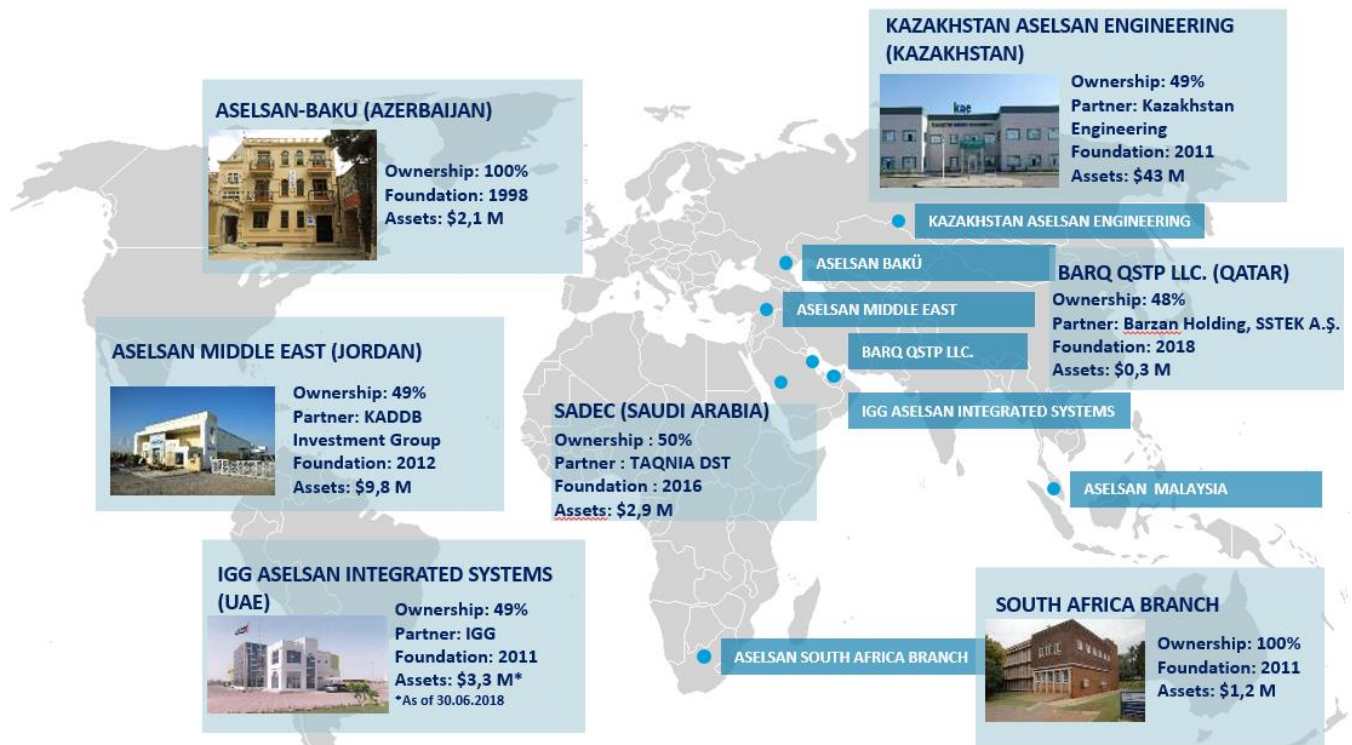 KAZAKHSTAN ASELSAN ENGINEERING
(KAZAKHSTAN)
kae
Ownership: 49%
Partner: Kazakhstan
Engineering
Foundation: 2011
Assets: $43 M
ASELSAN-BAKU (AZERBAIJAN)
Ownership: 100%
Foundation: 1998
Assets: $2,1 M
KAZAKHSTAN ASELSAN ENGINEERING
ASELSAN BAKÜ
ASELSAN MIDDLE EAST
BARQ QSTP LLC.
IGG ASELSAN INTEGRATED SYSTEMS
BARQ QSTP LLC. (QATAR)
Ownership: 48%
Partner: Barzan Holding, SSTEK A.Ş.
Foundation: 2018
Assets: $0,3 M
ASELSAN MIDDLE EAST (JORDAN)
Ownership: 49%
Partner: KADDB
Investment Group
Foundation: 2012
Assets: $9,8 M
SADEC (SAUDI ARABIA)
Ownership : 50%
Partner : TAQNIA DST
Foundation : 2016
Assets: $2,9 M
ASELSAN MALAYSIA
IGG ASELSAN INTEGRATED SYSTEMS
(UAE)
Ownership: 49%
Partner: IGG
Foundation: 2011
Assets: $3,3 M*
*As of 30.06.2018
ASELSAN SOUTH AFRICA BRANCH
SOUTH AFRICA BRANCH
Ownership: 100%
Foundation: 2011
Assets: $1,2 M